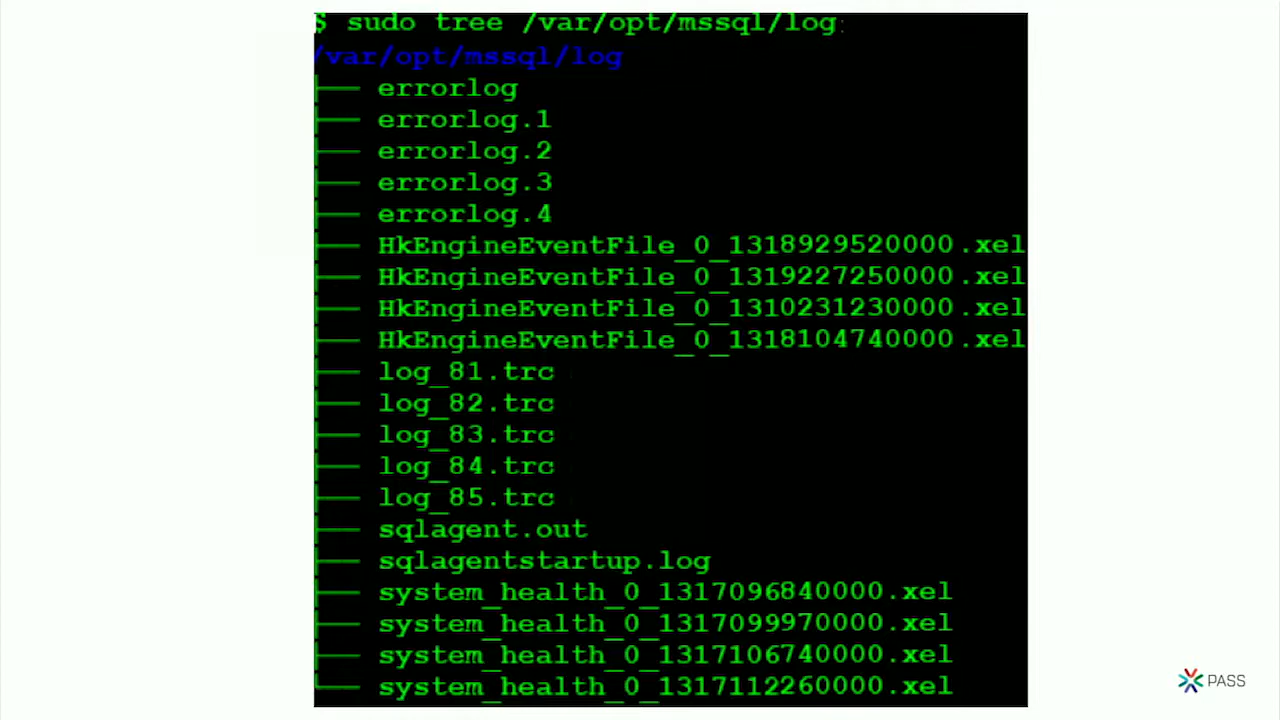 $ sudo tree /var/opt/mssql/log
/var/opt/mssql/log
├── errorlog
├── errorlog.1
├── errorlog.2
├── errorlog.3
├── errorlog.4
├── HkEngineEventFile_0_1318929520000.xel
├── HkEngineEventFile_0_1319227250000.xel
├── HkEngineEventFile_0_1310231230000.xel
├── HkEngineEventFile_0_1318104740000.xel
├── log_81.trc
├── log_82.trc
├── log_83.trc
├── log_84.trc
├── log_85.trc
├── sqlagent.out
├── sqlagentstartup.log
├── system_health_0_1317096840000.xel
├── system_health_0_1317099970000.xel
├── system_health_0_1317106740000.xel
└── system_health_0_1317112260000.xel
PASS